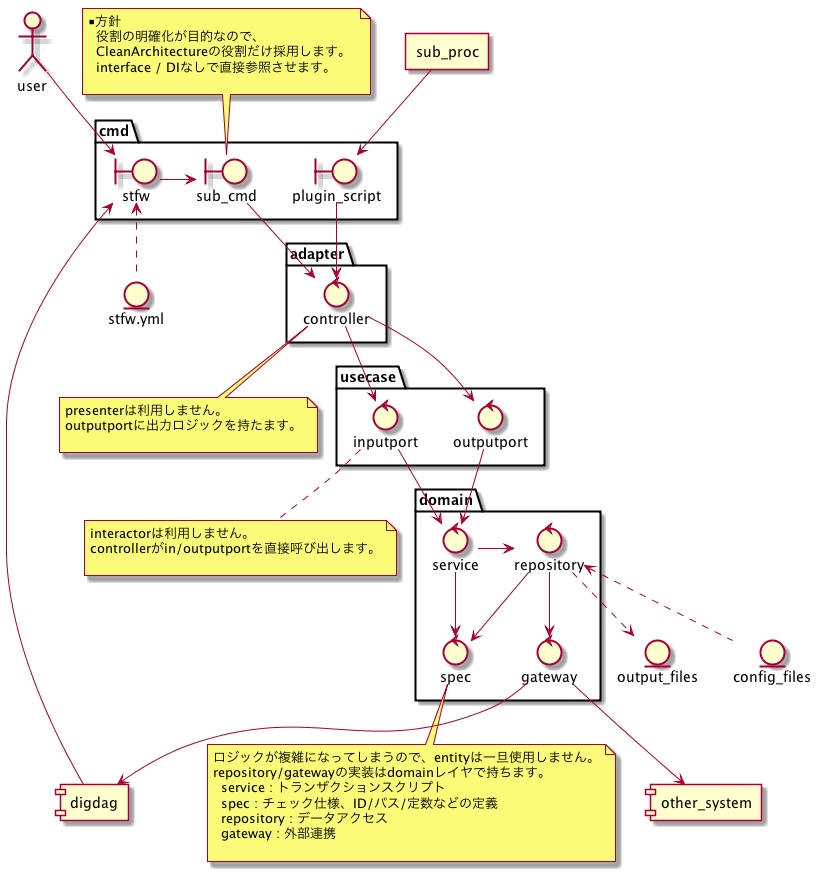 ▪方針
役割の明確化が目的なので、
CleanArchitectureの役割だけ採用します。
interface / DIなしで直接参照させます。
sub_proc
user
cmd
stfw
sub_cmd
plugin_script
adapter
controller
stfw.yml
usecase
inputport
outputport
presenterは利用しません。
outputportに出力ロジックを持たます。
domain
service
repository
interactorは利用しません。
controllerがin/outputportを直接呼び出します。
spec
gateway
output_files
config_files
ロジックが複雑になってしまうので、entityは一旦使用しません。
repository/gatewayの実装はdomainレイヤで持ちます。
service : トランザクションスクリプト
spec : チェック仕様、ID/パス/定数などの定義
repository : データアクセス
gateway : 外部連携
digdag
other_system